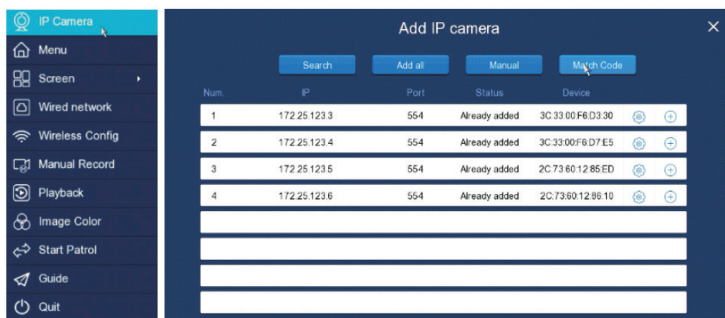 IP Camera
Menu
Screen
Wired network
Wireless Config
Manual Record
Playback
Image Color
Start Patrol
Guide
Quit
Add IP camera
Search Add all Manual Match Code
Num. IP Port Status Device
1 172.25.123.3 554 Already added 3C:33:00:F6:D3:30
2 172.25.123.4 554 Already added 3C:33:00:F6:D7:E5
3 172.25.123.5 554 Already added 2C:73:60:12:85:ED
4 172.25.123.6 554 Already added 2C:73:60:12:86:10